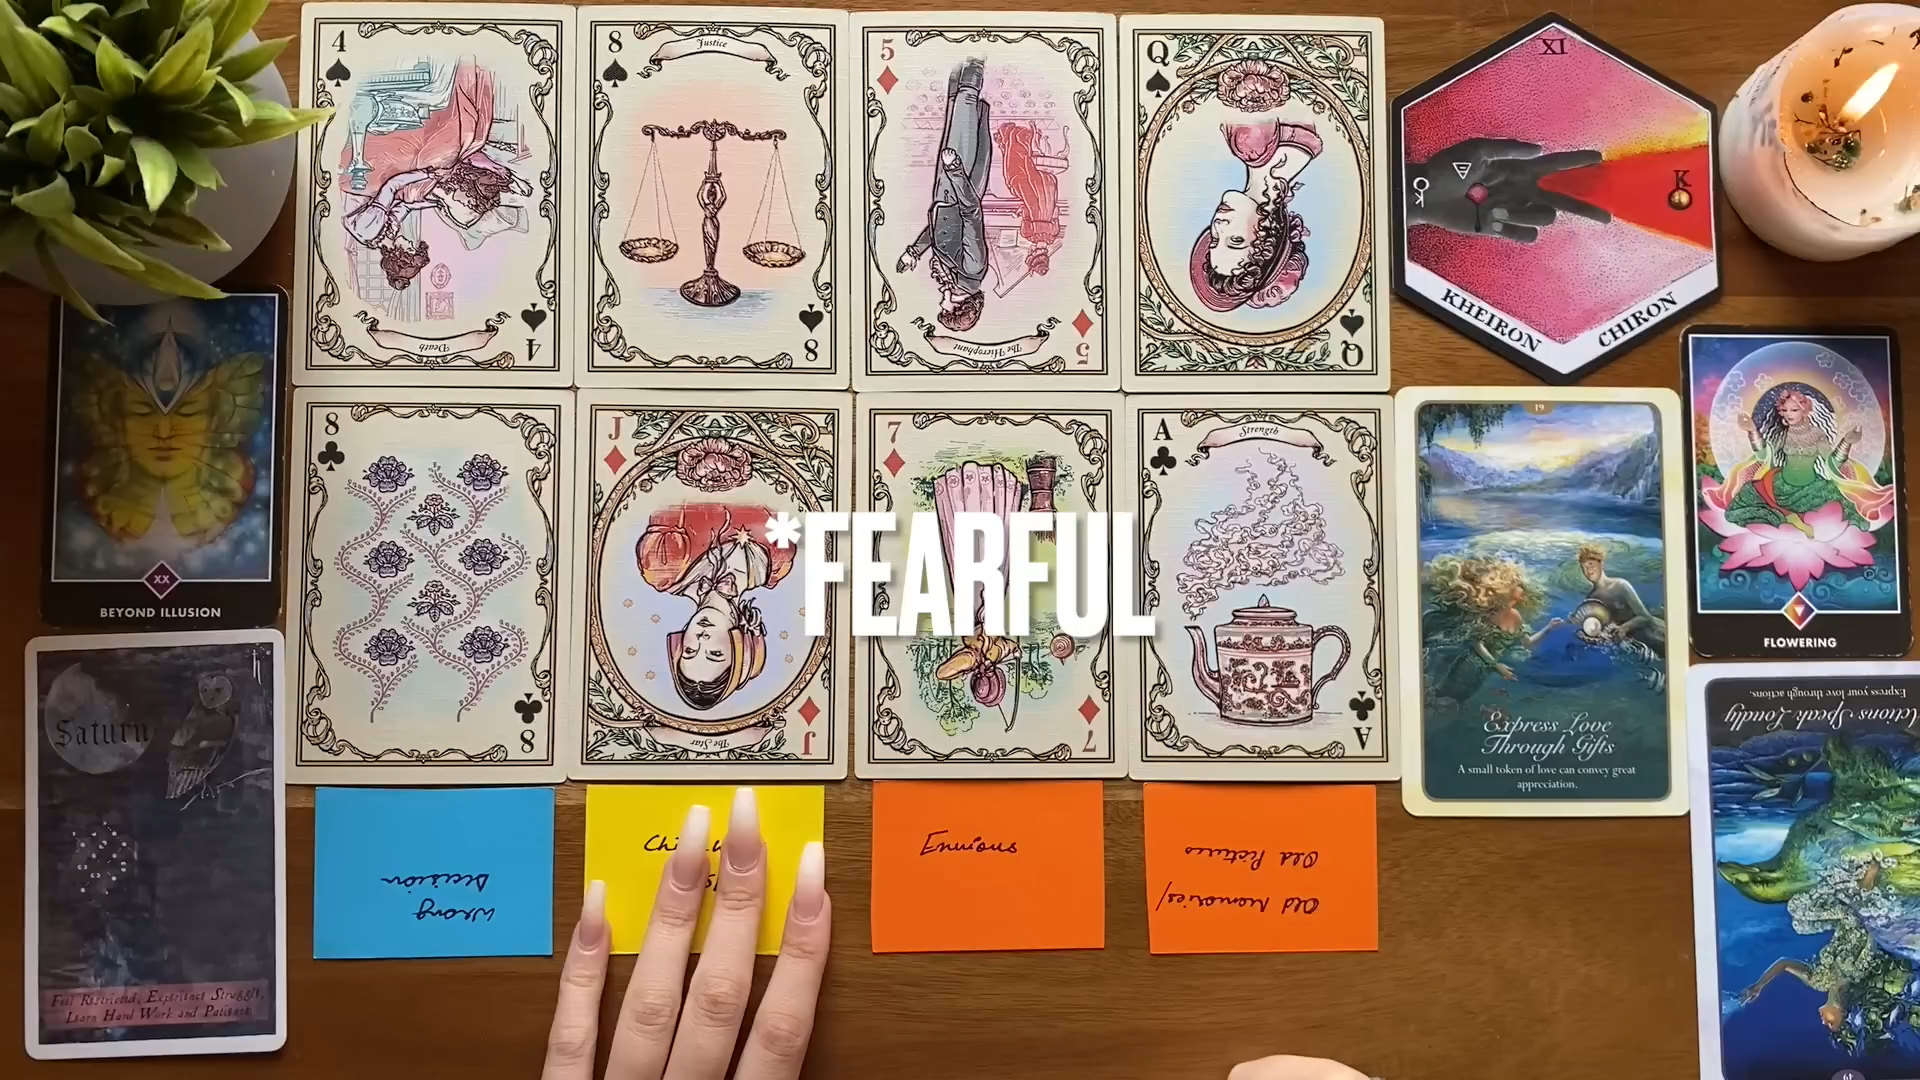 4
Death
4
8
Justice
8
5
The Hierophant
5
Q
Q
XI
K
KHEIRON
CHIRON
XX
BEYOND ILLUSION
8
8
J
The Star
J
7
7
A
Strength
A
*FEARFUL
19
Express Love
Through Gifts
A small token of love can convey great
appreciation.
FLOWERING
Saturn
Feel Restricted, Experience Struggle,
Learn Hard Work and Patience
Wrong
Decision
Envious
Old Memories/
Old Pictures
Actions Speak Loudly
Express your love through actions.